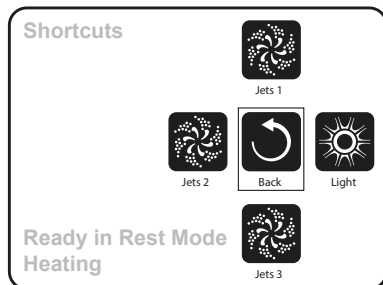 Shortcuts
Jets 1
Jets 2 Back Light
Ready in Rest Mode
Heating
Jets 3